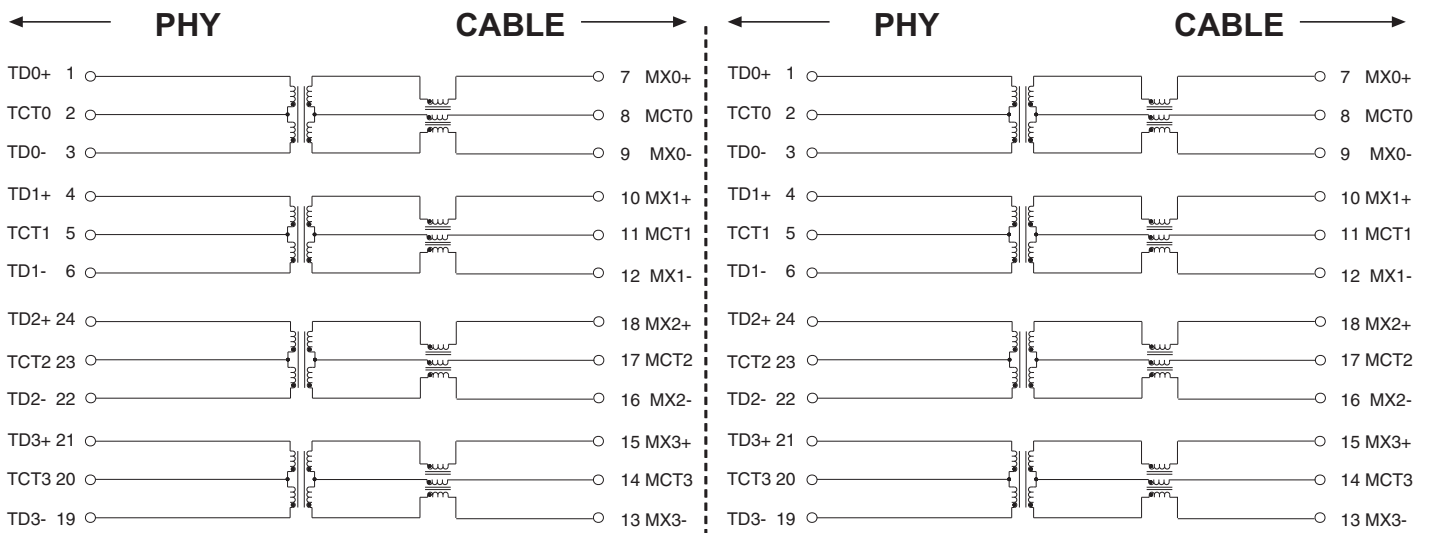 PHY CABLE PHY CABLE
TD0+ 1 7 MX0+ TD0+ 1 7 MX0+
TCT0 2 8 MCT0 TCT0 2 8 MCT0
TD0- 3 9 MX0- TD0- 3 9 MX0-
TD1+ 4 10 MX1+ TD1+ 4 10 MX1+
TCT1 5 11 MCT1 TCT1 5 11 MCT1
TD1- 6 12 MX1- TD1- 6 12 MX1-
TD2+ 24 18 MX2+ TD2+ 24 18 MX2+
TCT2 23 17 MCT2 TCT2 23 17 MCT2
TD2- 22 16 MX2- TD2- 22 16 MX2-
TD3+ 21 15 MX3+ TD3+ 21 15 MX3+
TCT3 20 14 MCT3 TCT3 20 14 MCT3
TD3- 19 13 MX3- TD3- 19 13 MX3-